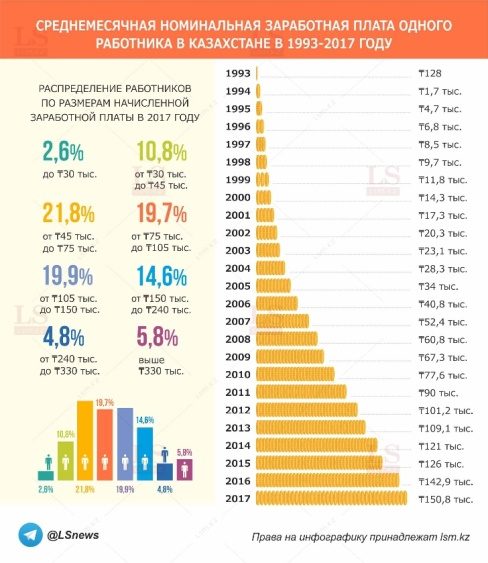 СРЕДНЕМЕСЯЧНАЯ НОМИНАЛЬНАЯ ЗАРАБОТНАЯ ПЛАТА ОДНОГО
РАБОТНИКА В КАЗАХСТАНЕ В 1993-2017 ГОДУ
РАСПРЕДЕЛЕНИЕ РАБОТНИКОВ
ПО РАЗМЕРАМ НАЧИСЛЕННОЙ
ЗАРАБОТНОЙ ПЛАТЫ В 2017 ГОДУ
2,6%
до ₸30 тыс.
10,8%
от ₸30 тыс.
до ₸45 тыс.
21,8%
от ₸45 тыс.
до ₸75 тыс.
19,7%
от ₸75 тыс.
до ₸105 тыс.
19,9%
от ₸105 тыс.
до ₸150 тыс.
14,6%
от ₸150 тыс.
до ₸240 тыс.
4,8%
от ₸240 тыс.
до ₸330 тыс.
5,8%
выше
₸330 тыс.
2,6%
10,8%
21,8%
19,7%
19,9%
14,6%
4,8%
5,8%
1993 ₸128
1994 ₸1,7 тыс.
1995 ₸4,7 тыс.
1996 ₸6,8 тыс.
1997 ₸8,5 тыс.
1998 ₸9,7 тыс.
1999 ₸11,8 тыс.
2000 ₸14,3 тыс.
2001 ₸17,3 тыс.
2002 ₸20,3 тыс.
2003 ₸23,1 тыс.
2004 ₸28,3 тыс.
2005 ₸34 тыс.
2006 ₸40,8 тыс.
2007 ₸52,4 тыс.
2008 ₸60,8 тыс.
2009 ₸67,3 тыс.
2010 ₸77,6 тыс.
2011 ₸90 тыс.
2012 ₸101,2 тыс.
2013 ₸109,1 тыс.
2014 ₸121 тыс.
2015 ₸126 тыс.
2016 ₸142,9 тыс.
2017 ₸150,8 тыс.
@LSnews
Права на инфографику принадлежат lsm.kz